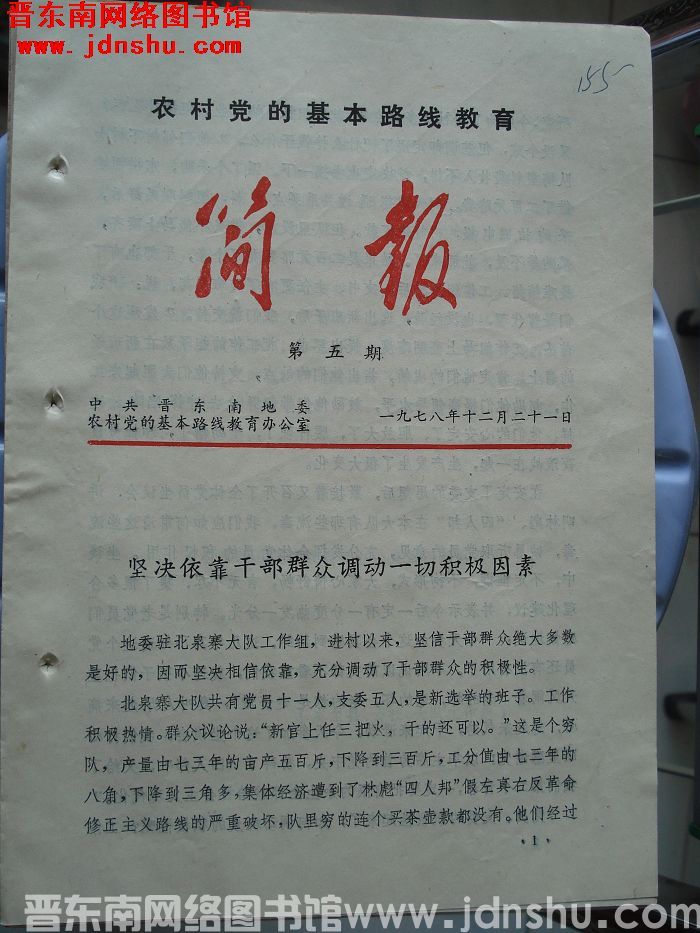 晋东南网络图书馆
www.jdnshu.com
155
农村党的基本路线教育
简报
第五期
中共晋东南地委
农村党的基本路线教育办公室
一九七八年十二月二十一日
坚决依靠干部群众调动一切积极因素
地委驻北泉寨大队工作组，进村以来，坚信干部群众绝大多数
是好的，因而坚决相信依靠，充分调动了干部群众的积极性。
北泉寨大队共有党员十一人，支委五人，是新选举的班子。工作
积极热情。群众议论说：“新官上任三把火，干的还可以。”这是个穷
队，产量由七三年的亩产五百斤，下降到三百斤，工分值由七三年的
八角，下降到三角多，集体经济遭到了林彪“四人邦”假左真右反革命
修正主义路线的严重破坏，队里穷的连个买茶壶款都没有。他们经过
·1·
晋东南网络图书馆 www.jdnshu.com